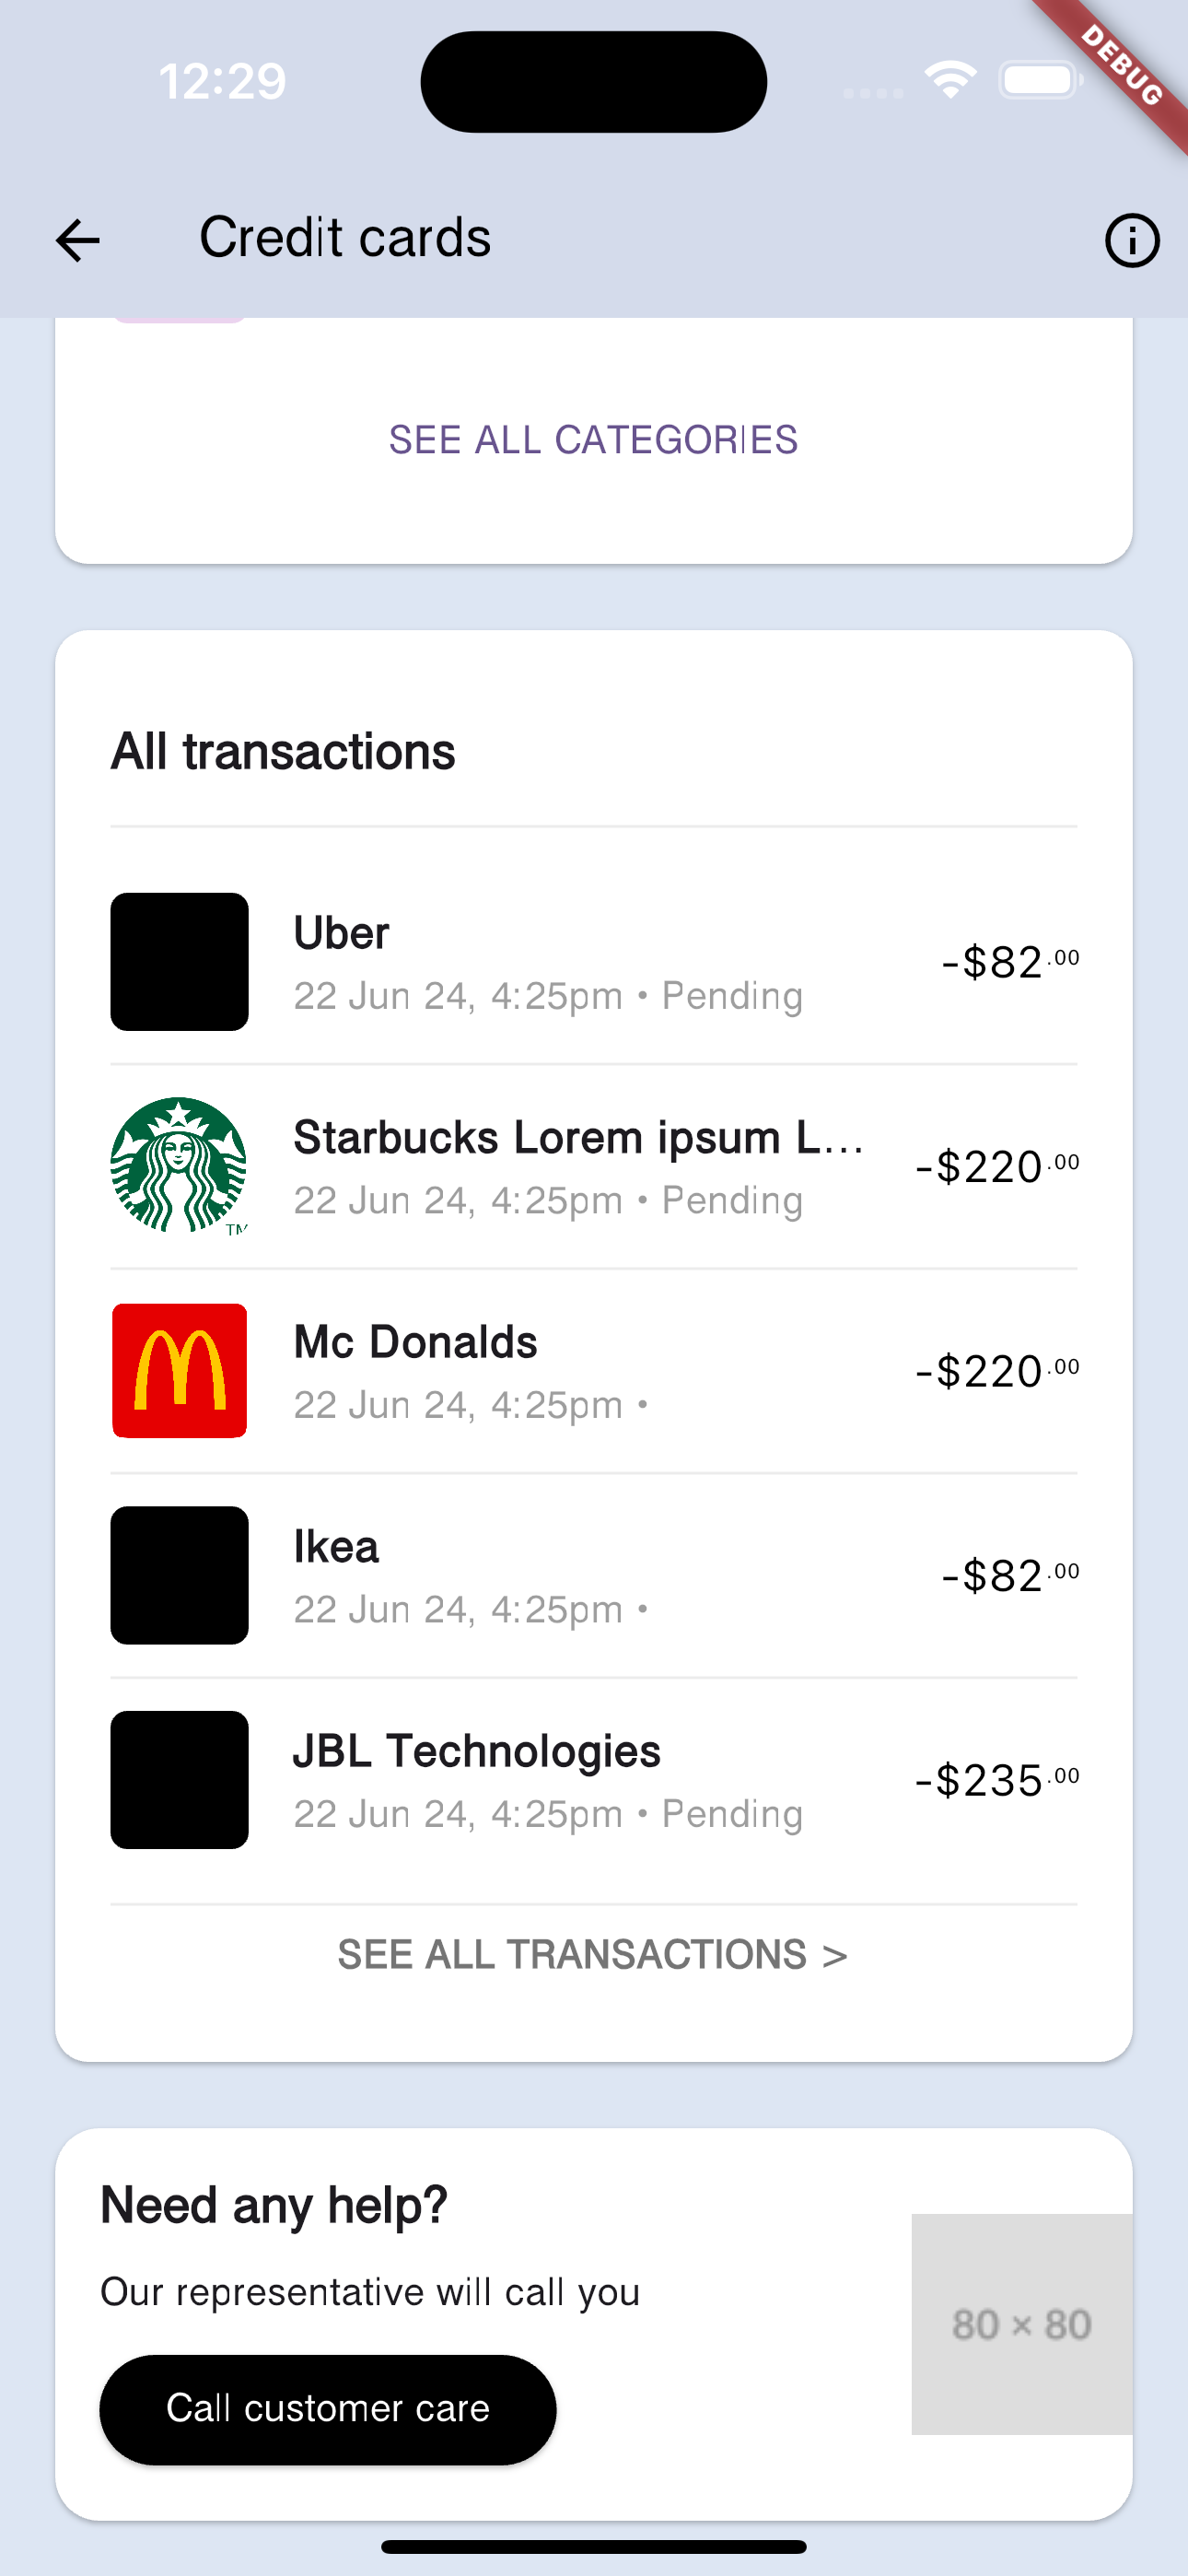 12:29
DEBUG
Credit cards
SEE ALL CATEGORIES
All transactions
Uber
-$82.00
22 Jun 24, 4:25pm • Pending
Starbucks Lorem ipsum L...
-$220.00
22 Jun 24, 4:25pm • Pending
TM
Mc Donalds
-$220.00
22 Jun 24, 4:25pm •
Ikea
-$82.00
22 Jun 24, 4:25pm •
JBL Technologies
-$235.00
22 Jun 24, 4:25pm • Pending
SEE ALL TRANSACTIONS >
Need any help?
Our representative will call you
80 × 80
Call customer care